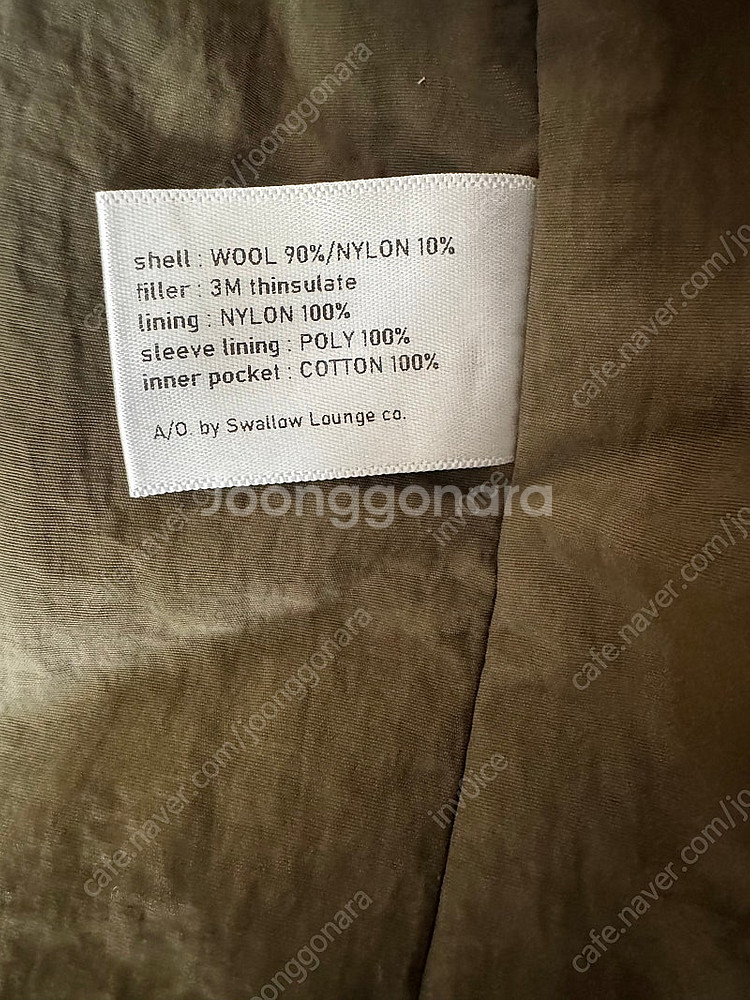 shell : WOOL 90%/NYLON 10%
filler : 3M thinsulate
lining : NYLON 100%
sleeve lining : POLY 100%
inner pocket : COTTON 100%
A/O. by Swallow Lounge co.
Joonggonara
cafe.naver.com/joonggonara
inv0ice